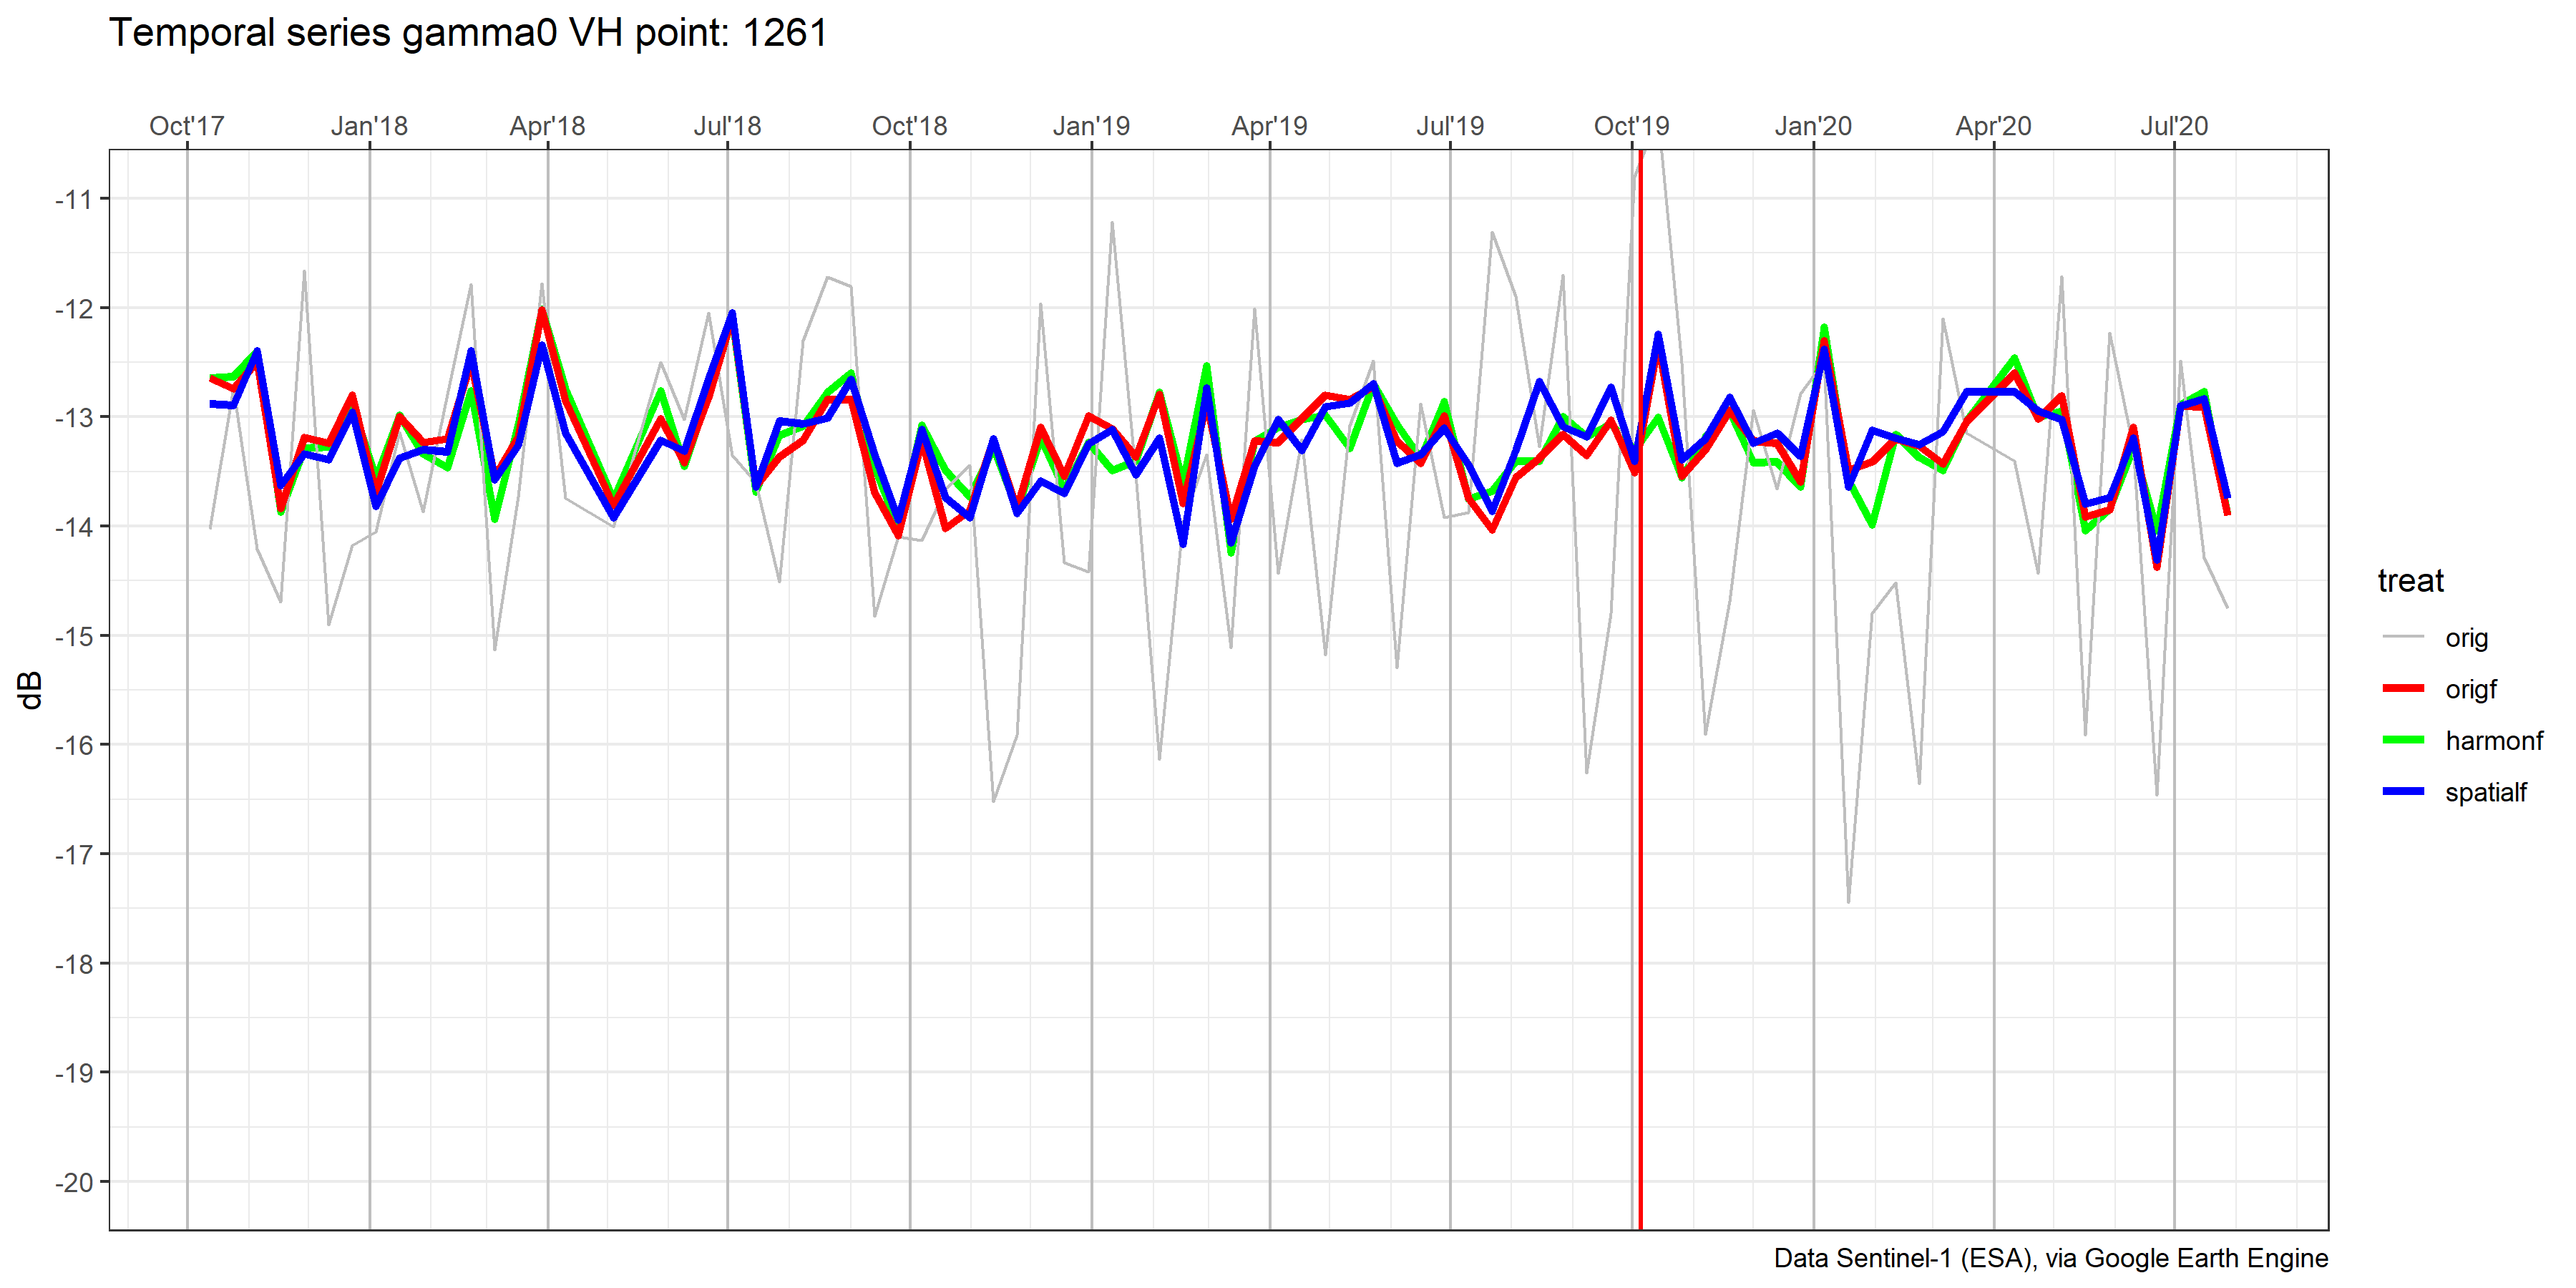 Temporal series gamma0 VH point: 1261
Oct'17 Jan'18 Apr'18 Jul'18 Oct'18 Jan'19 Apr'19 Jul'19 Oct'19 Jan'20 Apr'20 Jul'20
-11
-12
-13
-14
-15
-16
-17
-18
-19
-20
dB
treat
orig
origf
harmonf
spatialf
Data Sentinel-1 (ESA), via Google Earth Engine